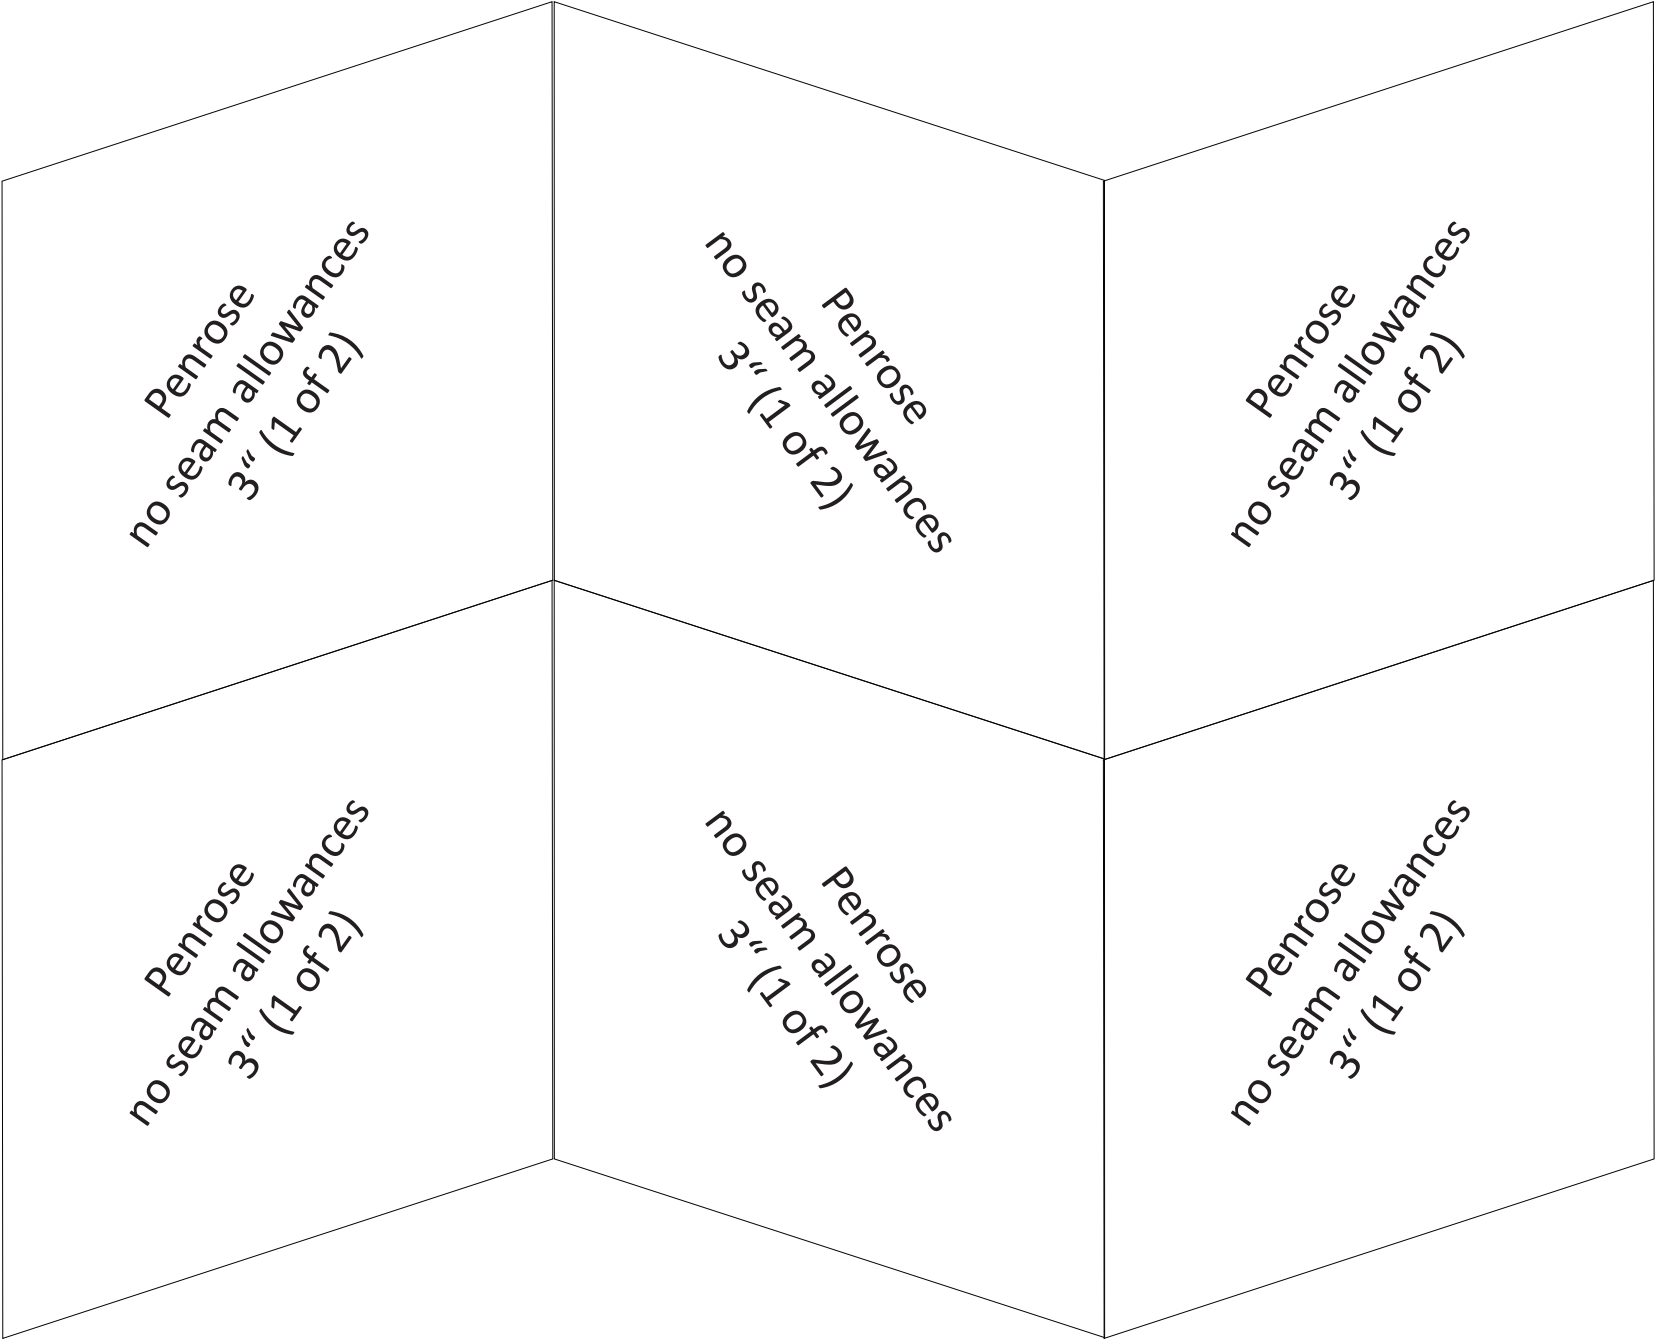 Penrose
no seam allowances
3“ (1 of 2)
Penrose
no seam allowances
3“ (1 of 2)
Penrose
no seam allowances
3“ (1 of 2)
Penrose
no seam allowances
3“ (1 of 2)
Penrose
no seam allowances
3“ (1 of 2)
Penrose
no seam allowances
3“ (1 of 2)